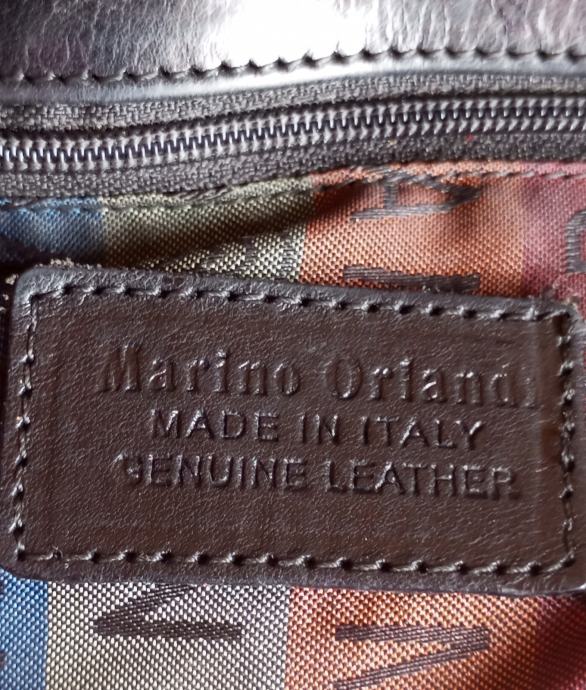 Marino Orlandi
MADE IN ITALY
GENUINE LEATHER